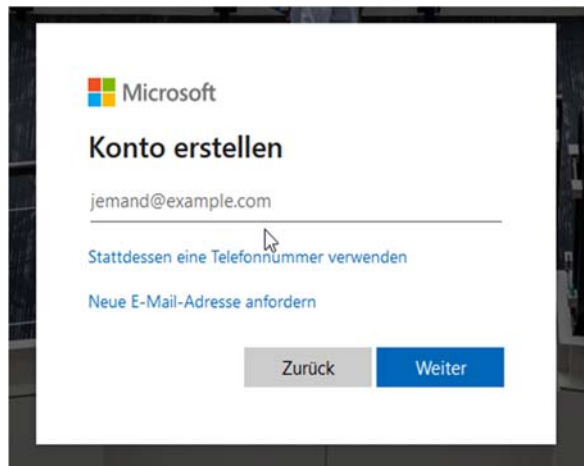 Microsoft
Konto erstellen
jemand@example.com
Stattdessen eine Telefonnummer verwenden
Neue E-Mail-Adresse anfordern
Zurück Weiter